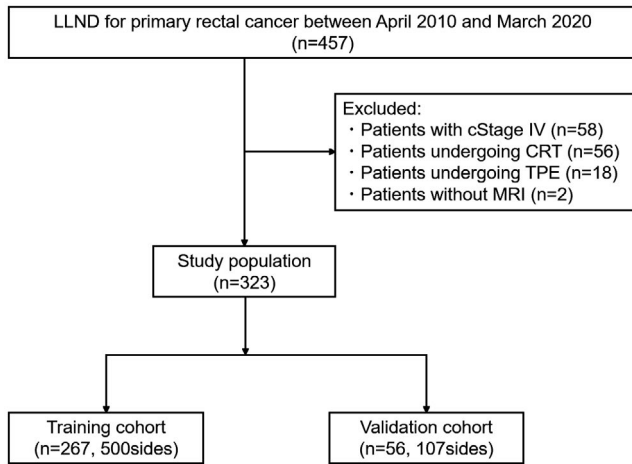 LLND for primary rectal cancer between April 2010 and March 2020
(n=457)
Excluded:
・Patients with cStage IV (n=58)
・Patients undergoing CRT (n=56)
・Patients undergoing TPE (n=18)
・Patients without MRI (n=2)
Study population
(n=323)
Training cohort
(n=267, 500sides)
Validation cohort
(n=56, 107sides)